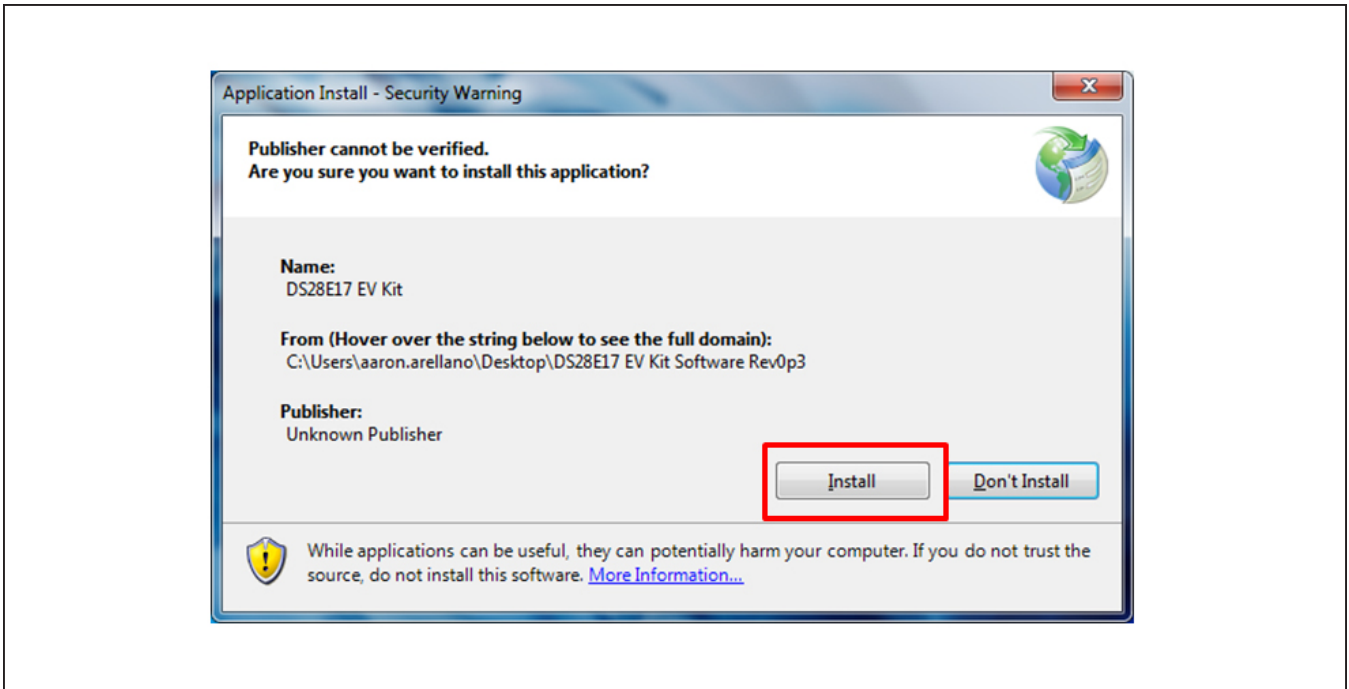 Application Install - Security Warning
Publisher cannot be verified.
Are you sure you want to install this application?
Name:
DS28E17 EV Kit
From (Hover over the string below to see the full domain):
C:\Users\aaron.arellano\Desktop\DS28E17 EV Kit Software Rev0p3
Publisher:
Unknown Publisher
Install
Don't Install
While applications can be useful, they can potentially harm your computer. If you do not trust the
source, do not install this software. More Information...